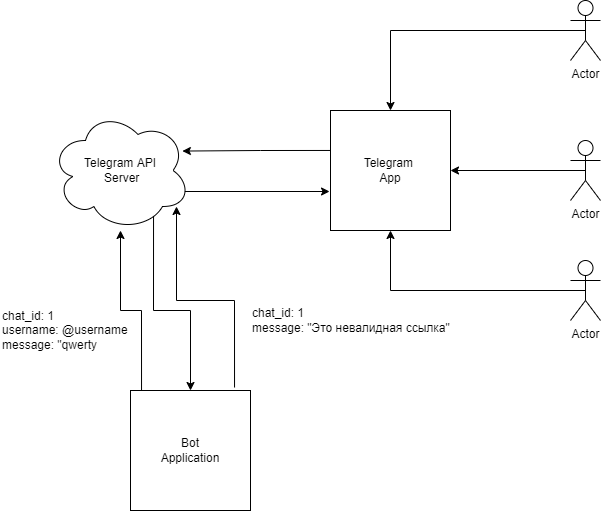 Actor
Telegram API
Server
Telegram
App
Actor
Actor
chat_id: 1
username: @username
message: "qwerty
chat_id: 1
message: "Это невалидная ссылка"
Bot
Application